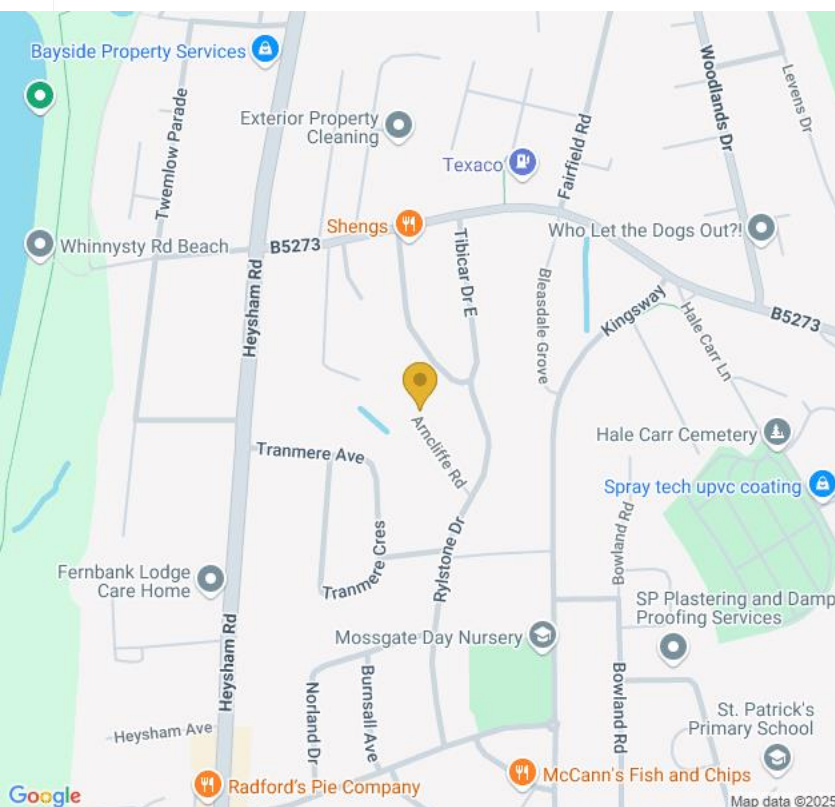 Bayside Property Services
Woodlands Dr
Levens Dr
Twemlow Parade
Exterior Property
Cleaning
Texaco
Fairfield Rd
Shengs
Whinnysty Rd Beach
B5273
Tibicar Dr E
Who Let the Dogs Out?!
Heysham Rd
Bleasdale Grove
Kingsway
B5273
Hale Carr Ln
Arncliffe Rd
Hale Carr Cemetery
Tranmere Ave
Spray tech upvc coating
Bowland Rd
Tranmere Cres
Rylstone Dr
Fernbank Lodge
Care Home
SP Plastering and Damp
Proofing Services
Mossgate Day Nursery
Heysham Rd
Norland Dr
Burnsall Ave
Bowland Rd
St. Patrick's
Primary School
Heysham Ave
Radford's Pie Company
McCann's Fish and Chips
Google
Map data ©2025